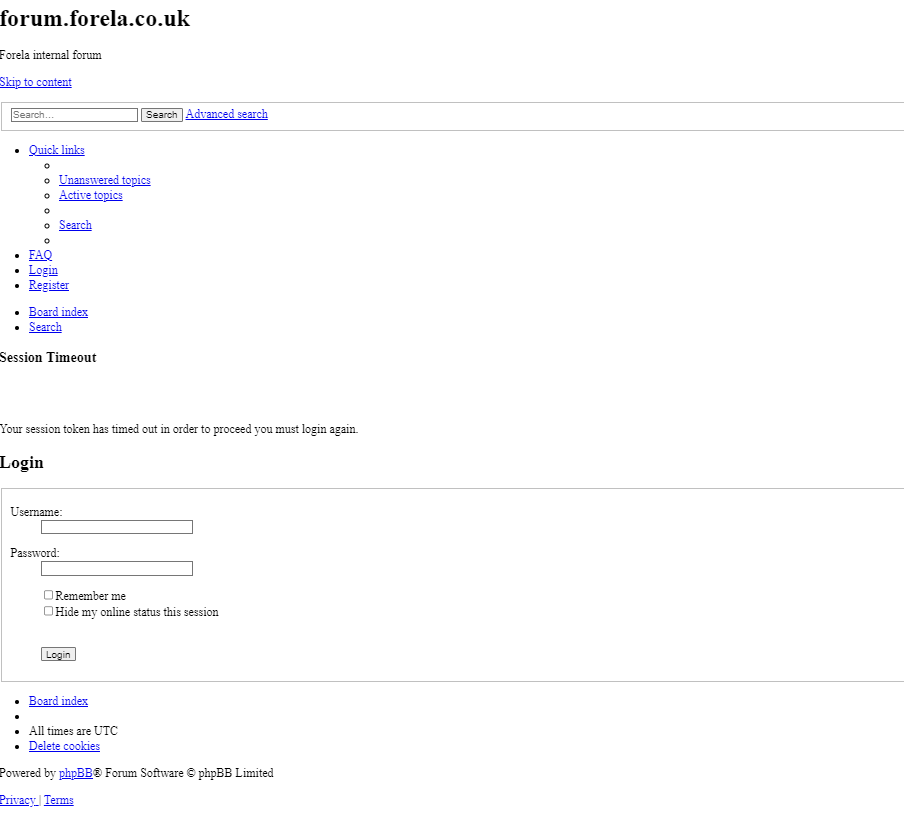 forum.forela.co.uk
Forela internal forum
Skip to content
Search… Search Advanced search
Quick links
Unanswered topics
Active topics
Search
FAQ
Login
Register
Board index
Search
Session Timeout
Your session token has timed out in order to proceed you must login again.
Login
Username:
Password:
Remember me
Hide my online status this session
Login
Board index
All times are UTC
Delete cookies
Powered by phpBB® Forum Software © phpBB Limited
Privacy | Terms